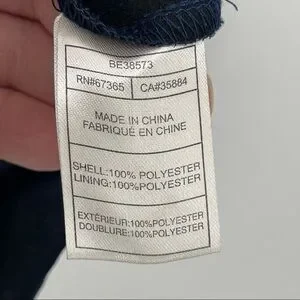 BE38573
RN#67365 CA#35884
MADE IN CHINA
FABRIQUÉ EN CHINE
SHELL:100% POLYESTER
LINING:100% POLYESTER
EXTÉRIEUR:100%POLYESTER
DOUBLURE:100%POLYESTER